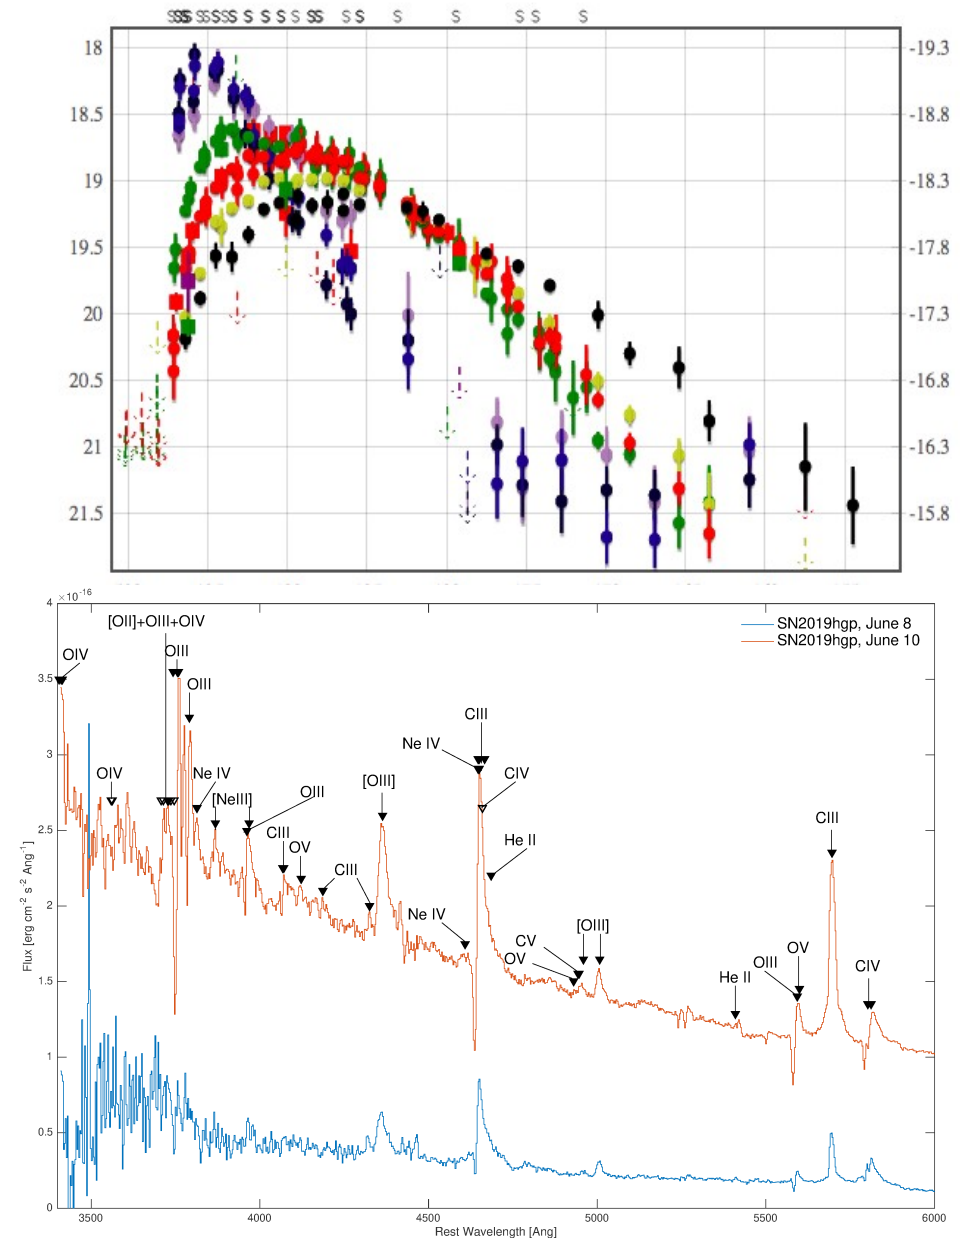 S SSS S S S S S S S S S S S S S S S S S S
18 -19.3
18.5 -18.8
19 -18.3
19.5 -17.8
20 -17.3
20.5 -16.8
21 -16.3
21.5 -15.8
4 ×10⁻¹⁶
[OII]+OIII+OIV
SN2019hgp, June 8
SN2019hgp, June 10
OIV
OIII
3.5
OIII
CIII
Ne IV
3
OIV
Ne IV
[OIII]
CIV
[NeIII]
OIII
2.5
CIII
CIII
OV
He II
CIII
2
Ne IV
[OIII]
CV
OV
OV
OIII
CIV
He II
1.5
1
0.5
0
Flux [erg cm⁻² s⁻² Ang⁻¹]
3500 4000 4500 5000 5500 6000
Rest Wavelength [Ang]